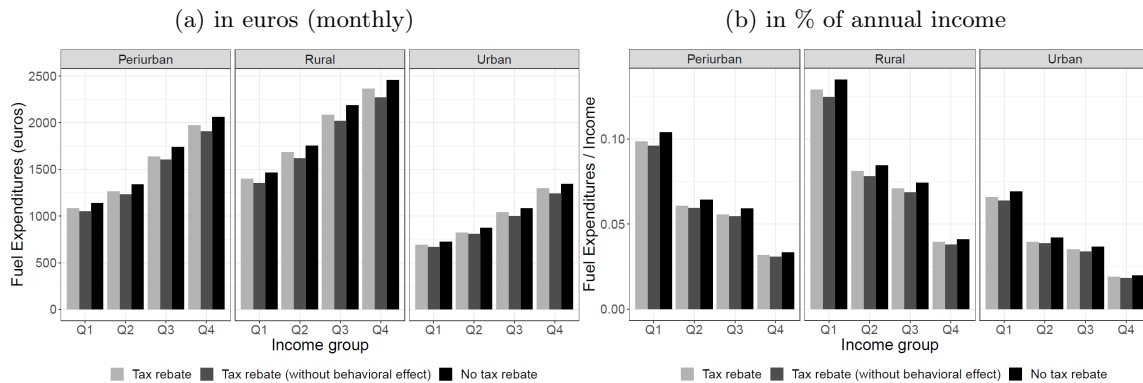 (a) in euros (monthly)
Periurban Rural Urban
Fuel Expenditures (euros)
2500
2000
1500
1000
500
0
Q1 Q2 Q3 Q4 Q1 Q2 Q3 Q4 Q1 Q2 Q3 Q4
Income group
Tax rebate Tax rebate (without behavioral effect) No tax rebate
(b) in % of annual income
Periurban Rural Urban
Fuel Expenditures / Income
0.10
0.05
0.00
Q1 Q2 Q3 Q4 Q1 Q2 Q3 Q4 Q1 Q2 Q3 Q4
Income group
Tax rebate Tax rebate (without behavioral effect) No tax rebate